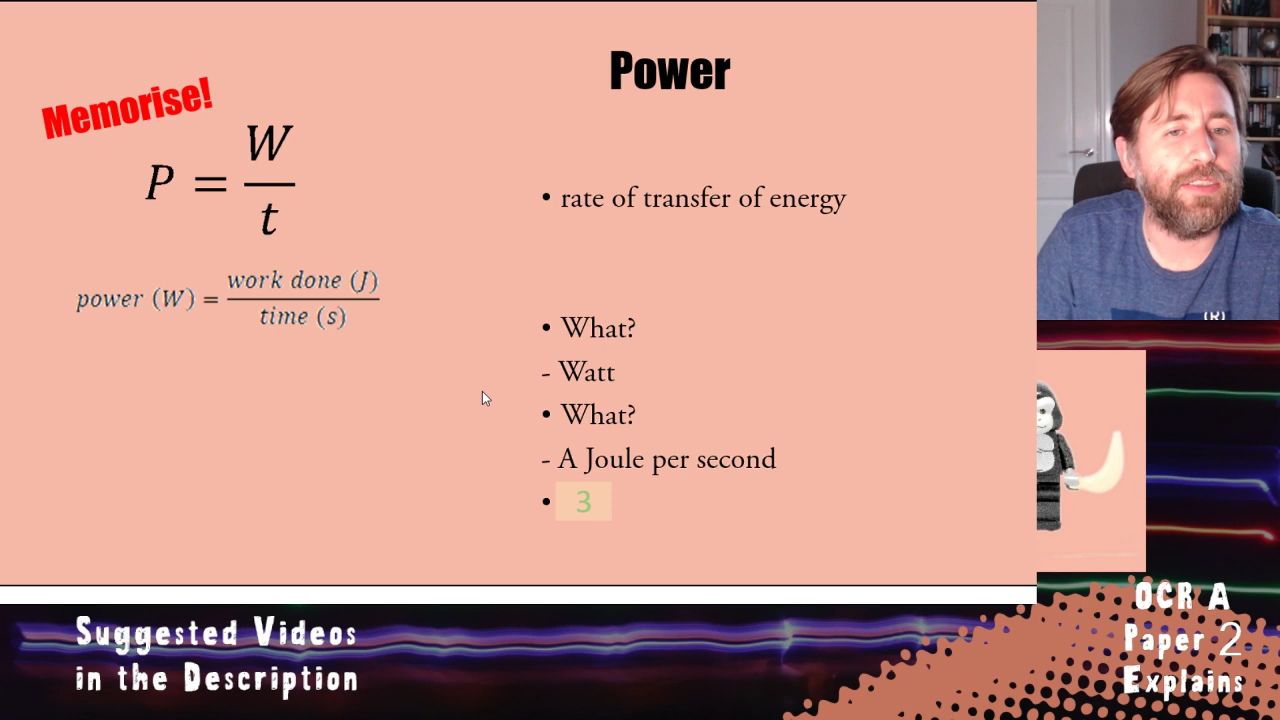 Power
Memorise!
P = W/t
power (W) = work done (J)/time (s)
• rate of transfer of energy
• What?
- Watt
• What?
- A Joule per second
• 3
(R)
Suggested Videos
in the Description
OCR A
Paper 2
Explains